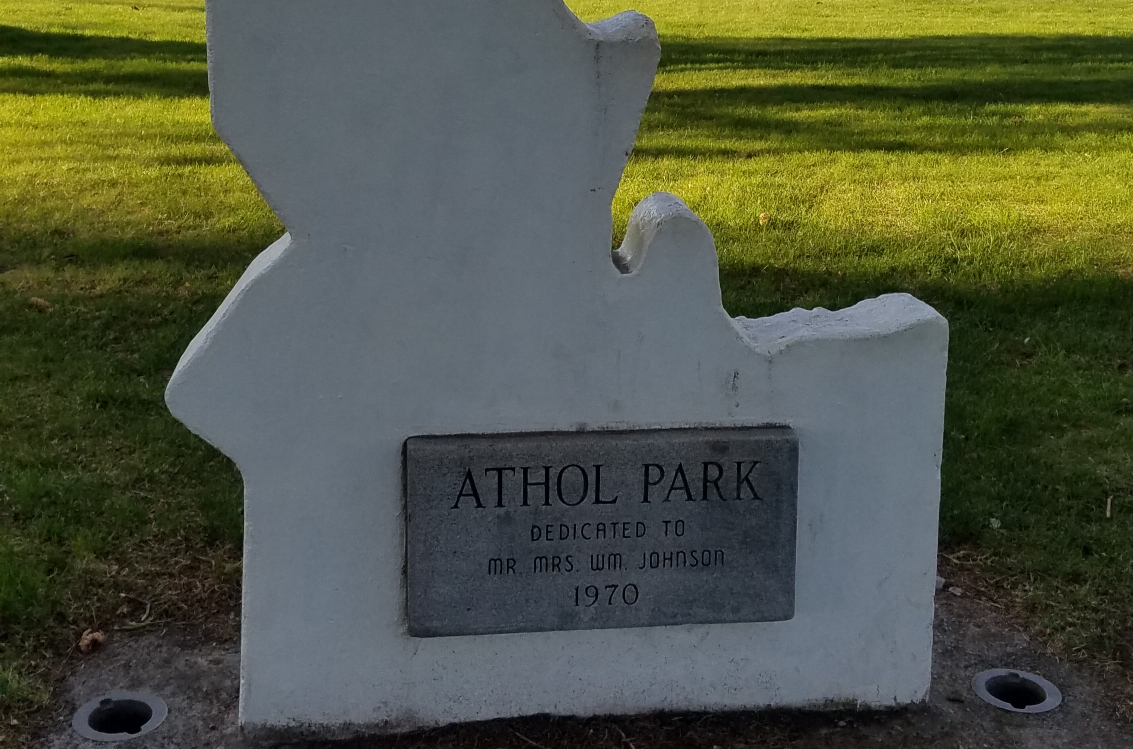 ATHOL PARK
DEDICATED TO
MR. MRS. WM. JOHNSON
1970